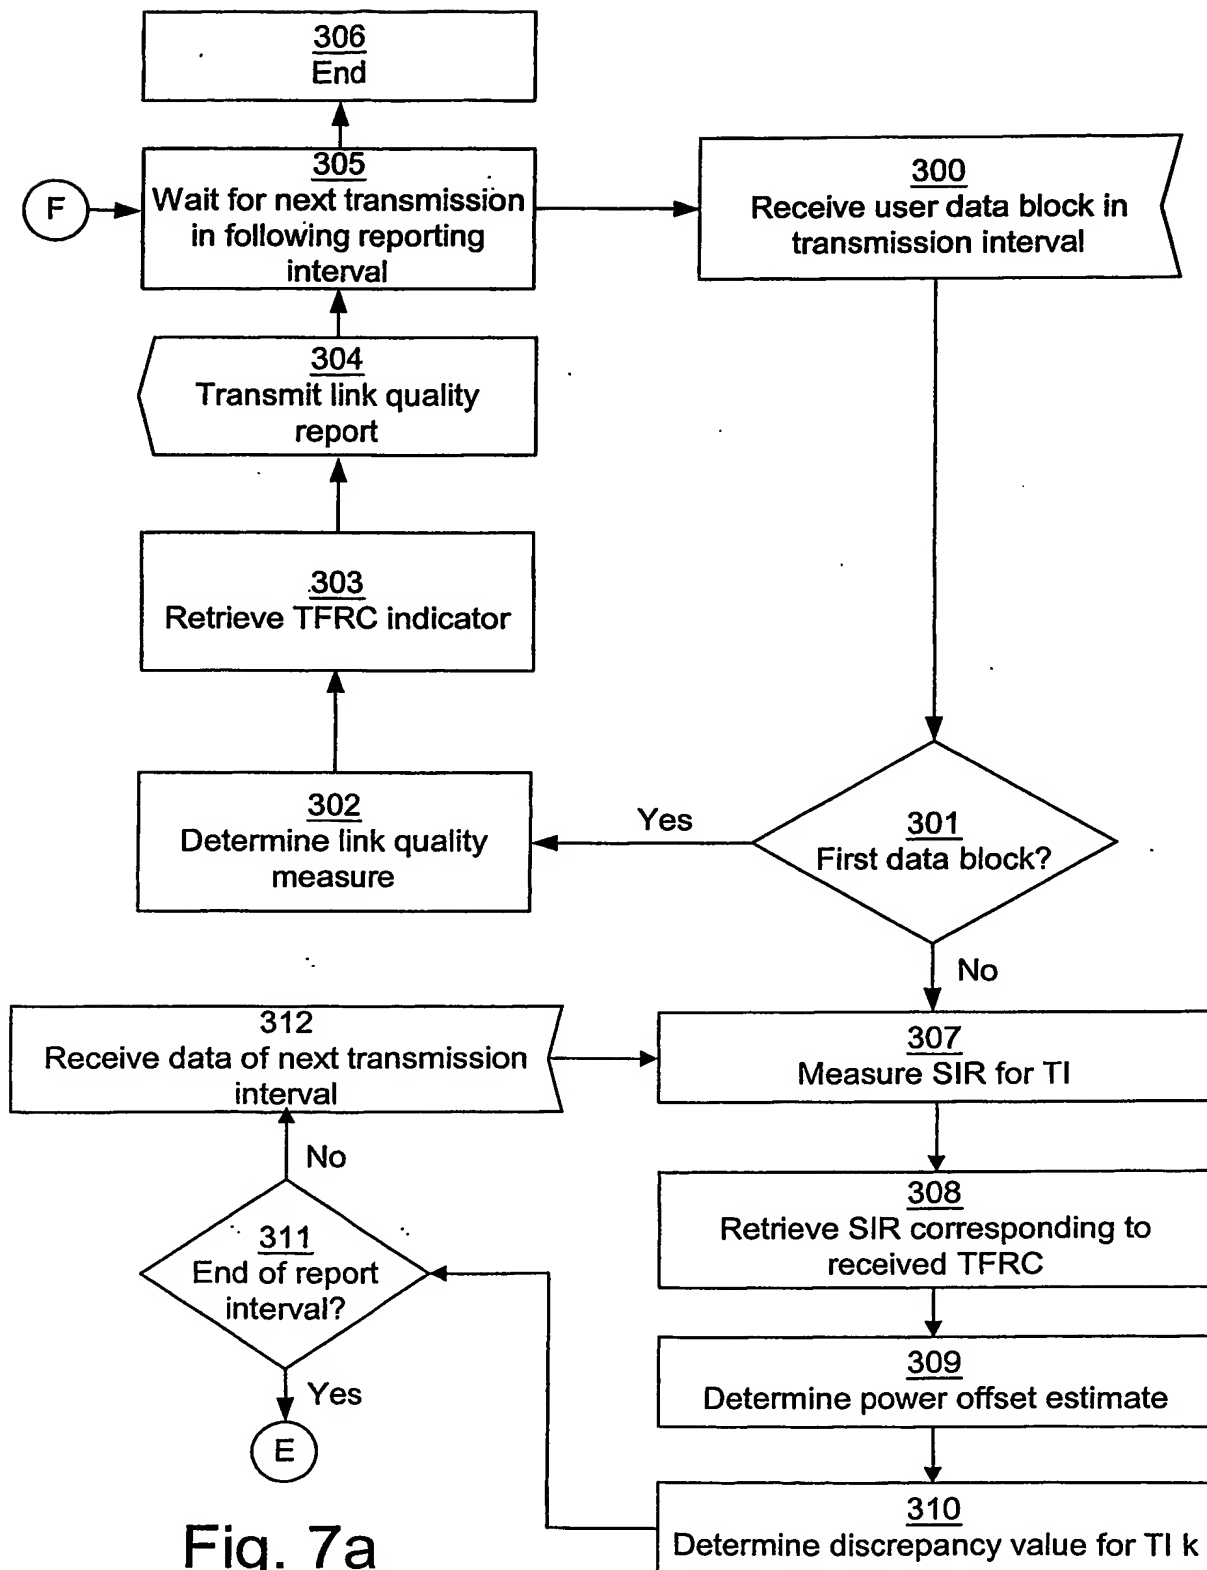 306
End
305
Wait for next transmission
in following reporting
interval
F
300
Receive user data block in
transmission interval
304
Transmit link quality
report
303
Retrieve TFRC indicator
302
Determine link quality
measure
Yes
301
First data block?
No
312
Receive data of next transmission
interval
307
Measure SIR for TI
No
308
Retrieve SIR corresponding to
received TFRC
311
End of report
interval?
309
Determine power offset estimate
Yes
E
310
Determine discrepancy value for TI k
Fig. 7a